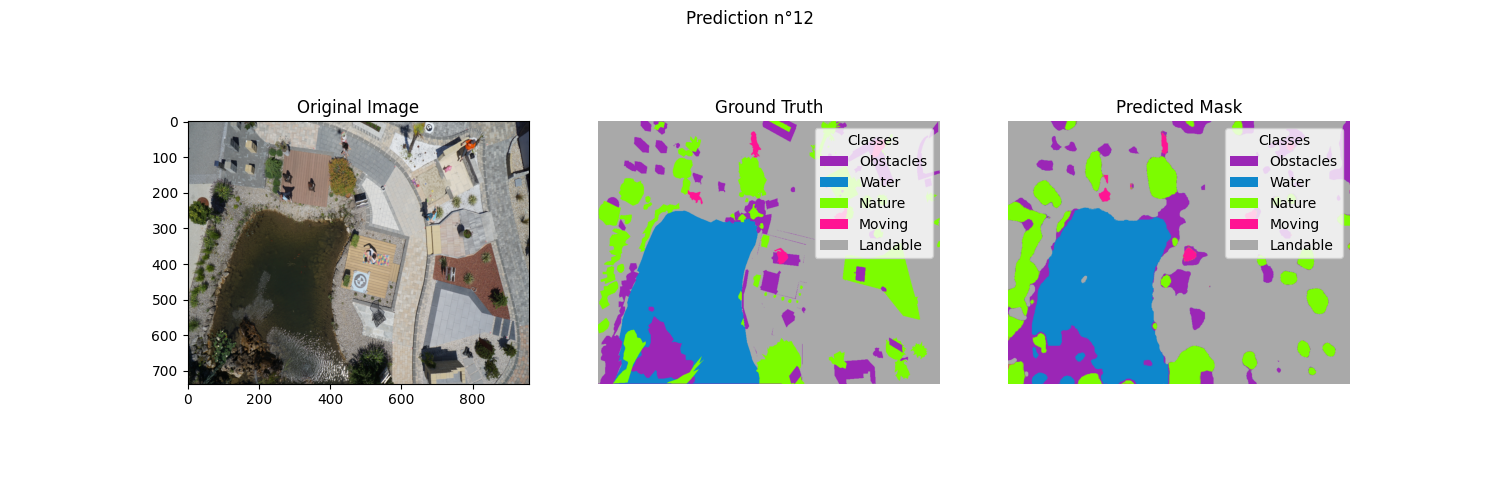 Prediction n°12
Original Image
0
100
200
300
400
500
600
700
0 200 400 600 800
Ground Truth
Classes
Obstacles
Water
Nature
Moving
Landable
Predicted Mask
Classes
Obstacles
Water
Nature
Moving
Landable